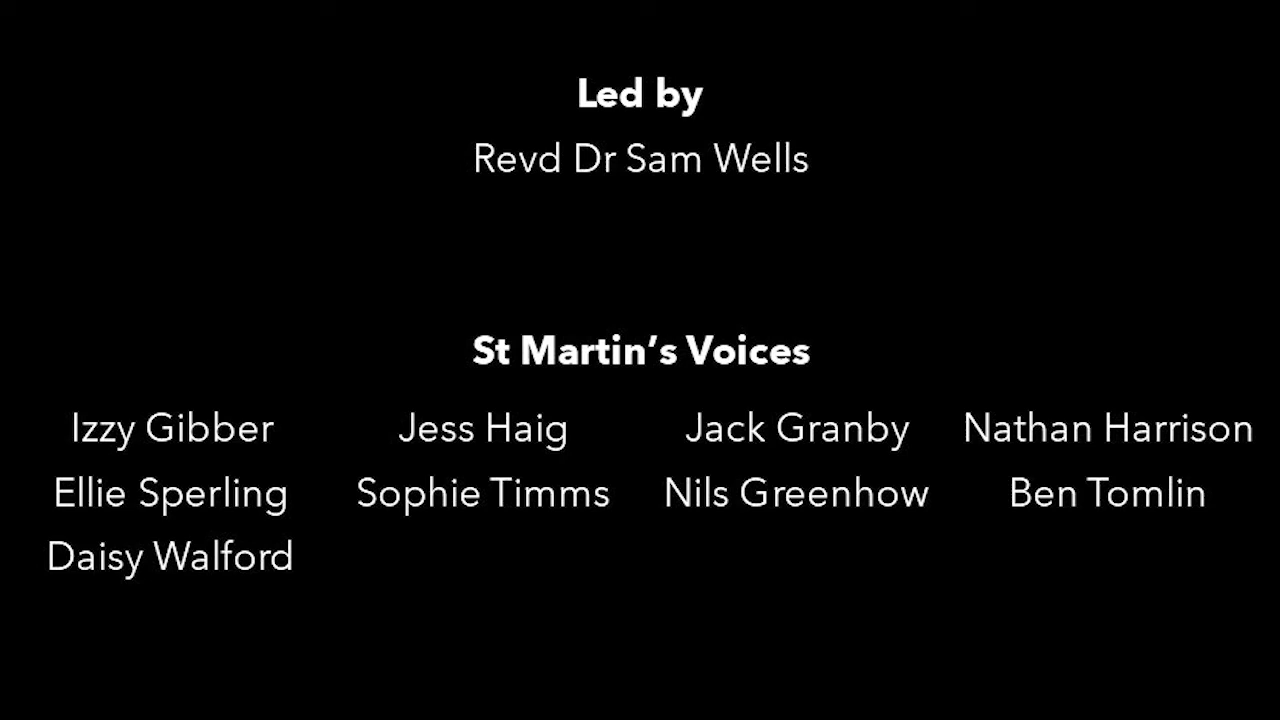 Led by
Revd Dr Sam Wells
St Martin’s Voices
Izzy Gibber Jess Haig Jack Granby Nathan Harrison
Ellie Sperling Sophie Timms Nils Greenhow Ben Tomlin
Daisy Walford